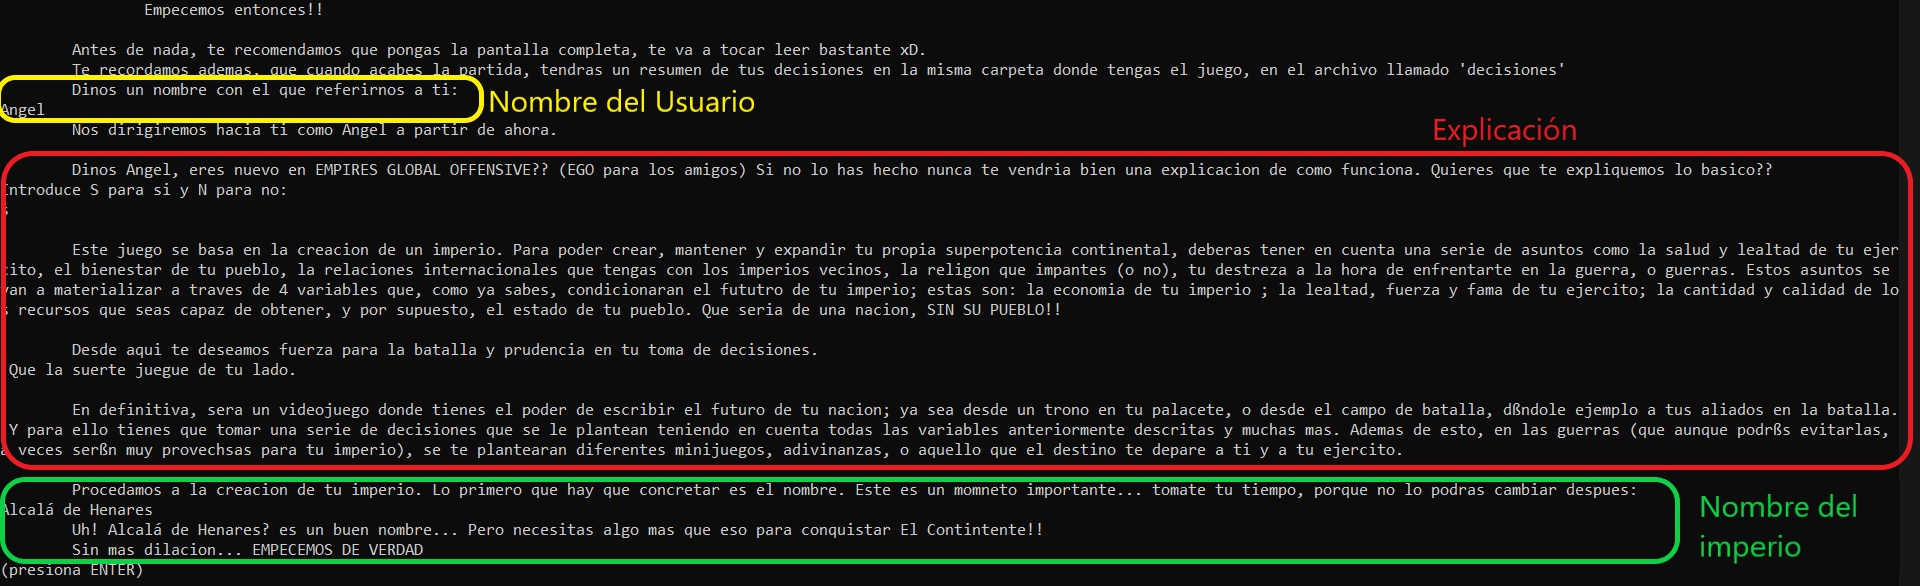 Empecemos entonces!!
Antes de nada, te recomendamos que pongas la pantalla completa, te va a tocar leer bastante xD.
Te recordamos ademas, que cuando acabes la partida, tendras un resumen de tus decisiones en la misma carpeta donde tengas el juego, en el archivo llamado 'decisiones'
Dinos un nombre con el que referirnos a ti:
Angel
Nombre del Usuario
Nos dirigiremos hacia ti como Angel a partir de ahora.
Explicación
Dinos Angel, eres nuevo en EMPIRES GLOBAL OFFENSIVE?? (EGO para los amigos) Si no lo has hecho nunca te vendria bien una explicacion de como funciona. Quieres que te expliquemos lo basico??
Introduce S para si y N para no:
s
Este juego se basa en la creacion de un imperio. Para poder crear, mantener y expandir tu propia superpotencia continental, deberas tener en cuenta una serie de asuntos como la salud y lealtad de tu ejer
cito, el bienestar de tu pueblo, la relaciones internacionales que tengas con los imperios vecinos, la religon que impantes (o no), tu destreza a la hora de enfrentarte en la guerra, o guerras. Estos asuntos se
van a materializar a traves de 4 variables que, como ya sabes, condicionaran el fututro de tu imperio; estas son: la economia de tu imperio ; la lealtad, fuerza y fama de tu ejercito; la cantidad y calidad de lo
s recursos que seas capaz de obtener, y por supuesto, el estado de tu pueblo. Que seria de una nacion, SIN SU PUEBLO!!
Desde aqui te deseamos fuerza para la batalla y prudencia en tu toma de decisiones.
Que la suerte juegue de tu lado.
En definitiva, sera un videojuego donde tienes el poder de escribir el futuro de tu nacion; ya sea desde un trono en tu palacete, o desde el campo de batalla, dßndole ejemplo a tus aliados en la batalla.
Y para ello tienes que tomar una serie de decisiones que se le plantean teniendo en cuenta todas las variables anteriormente descritas y muchas mas. Ademas de esto, en las guerras (que aunque podrßs evitarlas,
a veces serßn muy provechsas para tu imperio), se te plantearan diferentes minijuegos, adivinanzas, o aquello que el destino te depare a ti y a tu ejercito.
Procedamos a la creacion de tu imperio. Lo primero que hay que concretar es el nombre. Este es un momneto importante... tomate tu tiempo, porque no lo podras cambiar despues:
Alcalá de Henares
Uh! Alcalá de Henares? es un buen nombre... Pero necesitas algo mas que eso para conquistar El Contintente!!
Sin mas dilacion... EMPECEMOS DE VERDAD
Nombre del
imperio
(presiona ENTER)